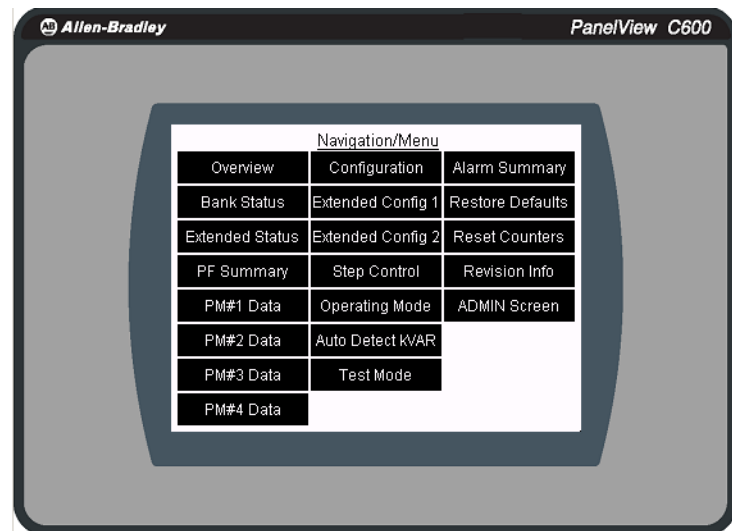 AB Allen-Bradley
PanelView C600
Navigation/Menu
Overview Configuration Alarm Summary
Bank Status Extended Config 1 Restore Defaults
Extended Status Extended Config 2 Reset Counters
PF Summary Step Control Revision Info
PM#1 Data Operating Mode ADMIN Screen
PM#2 Data Auto Detect kVAR
PM#3 Data Test Mode
PM#4 Data